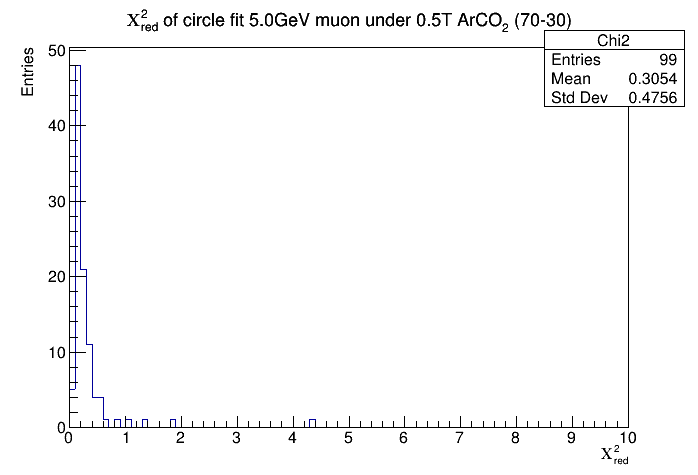 Χ²red of circle fit 5.0GeV muon under 0.5T ArCO₂ (70-30)
Chi2
Entries 99
Mean 0.3054
Std Dev 0.4756
Entries
50
40
30
20
10
0
0 1 2 3 4 5 6 7 8 9 10
Χ²red